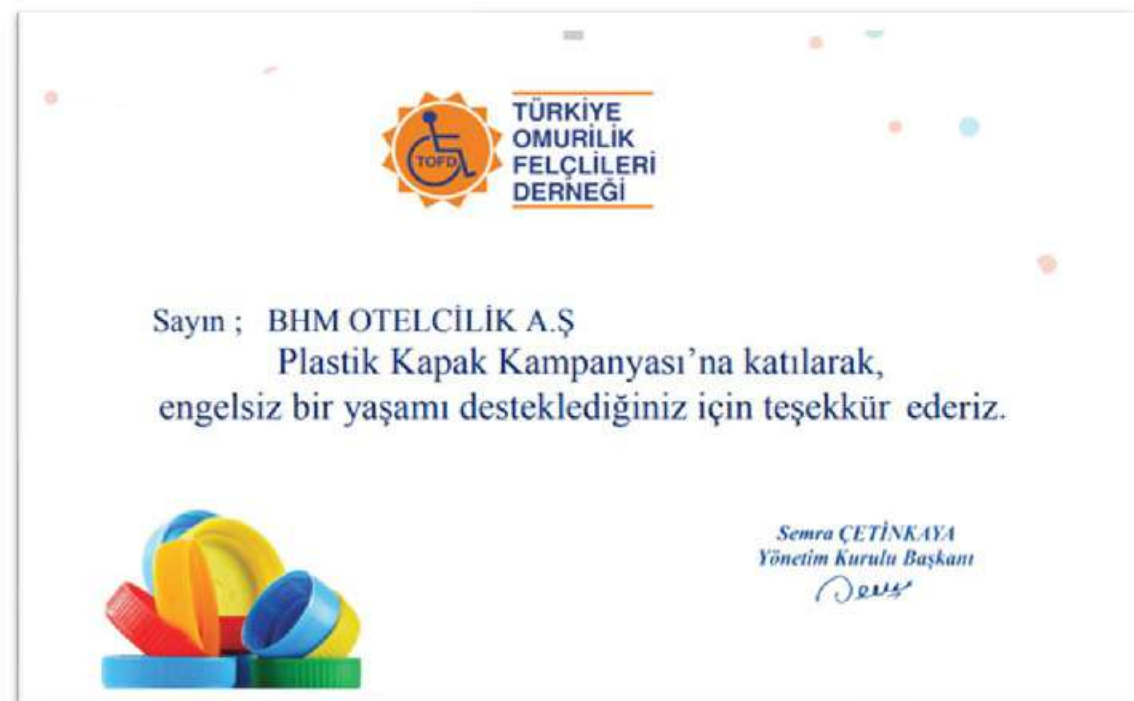 TOFD
TÜRKİYE
OMURİLİK
FELÇLİLERİ
DERNEĞİ
Sayın ; BHM OTELCİLİK A.Ş
Plastik Kapak Kampanyası’na katılarak,
engelsiz bir yaşamı desteklediğiniz için teşekkür ederiz.
Semra ÇETİNKAYA
Yönetim Kurulu Başkanı